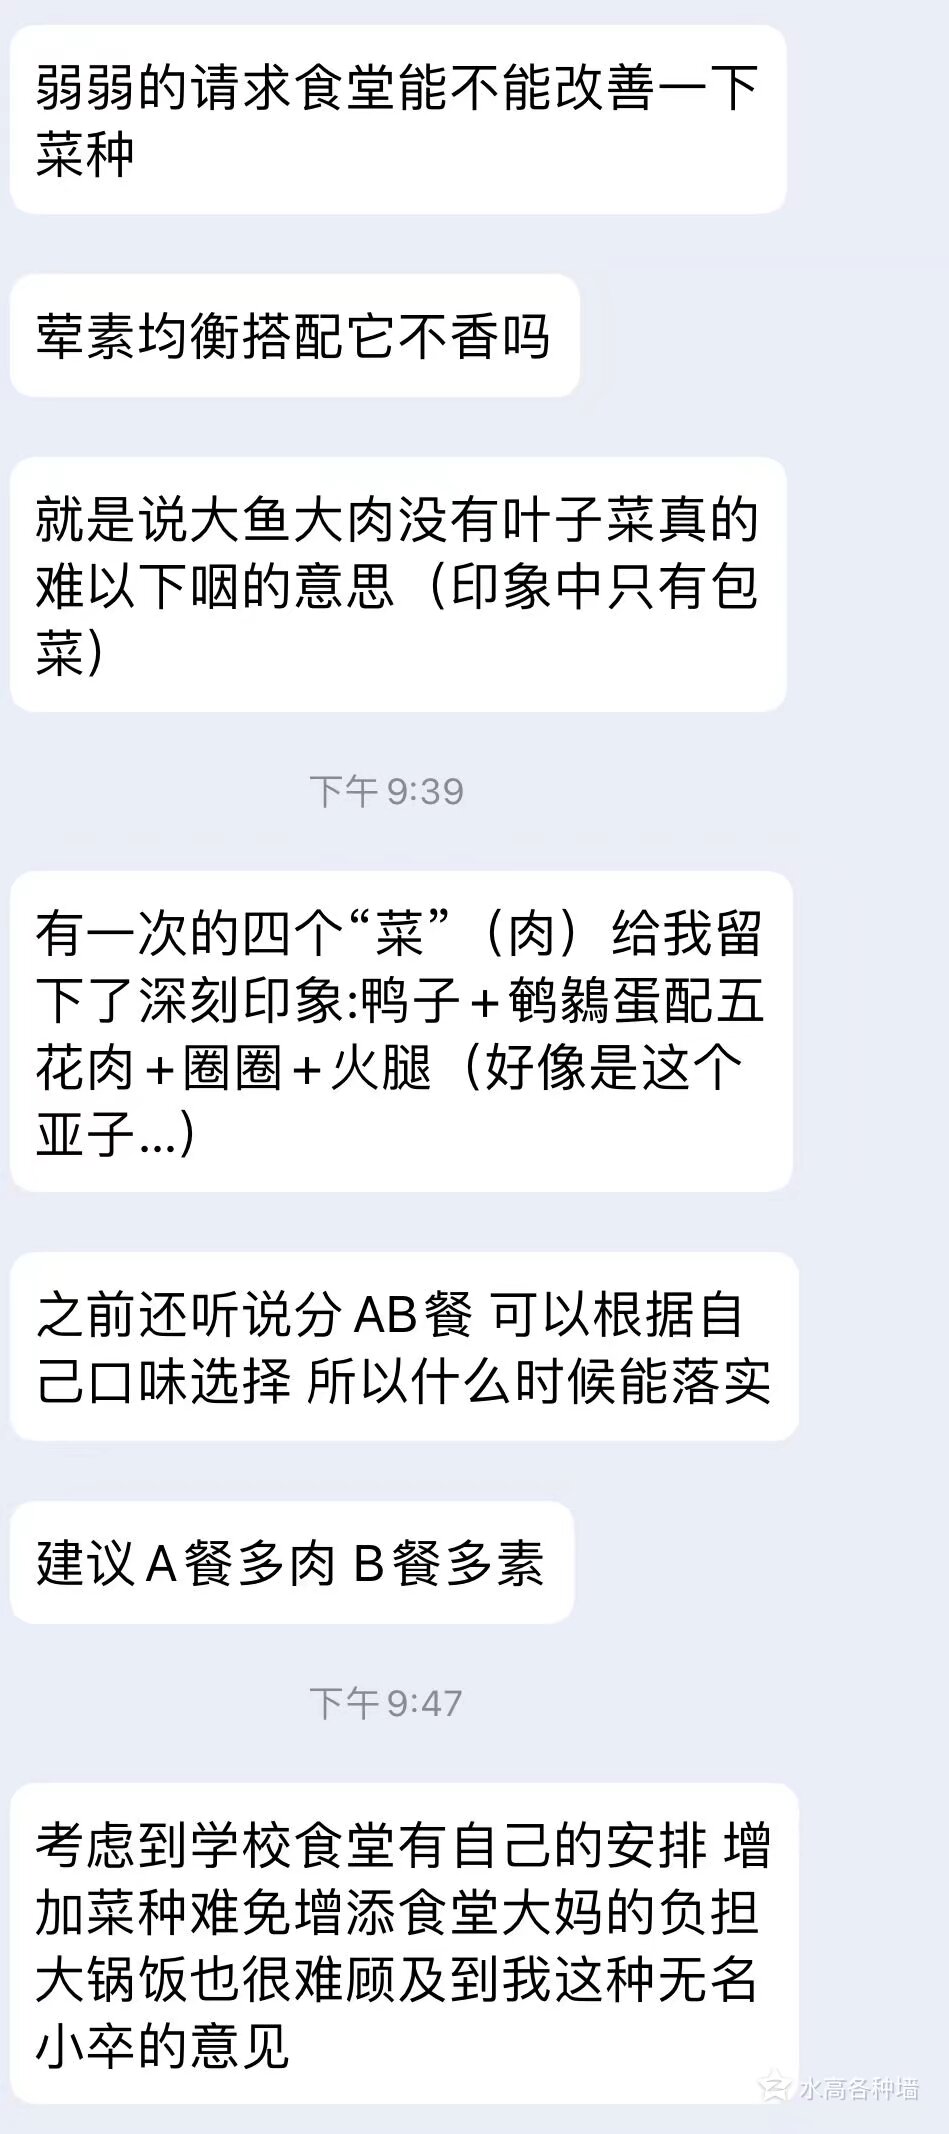 弱弱的请求食堂能不能改善一下
菜种
荤素均衡搭配它不香吗
就是说大鱼大肉没有叶子菜真的
难以下咽的意思（印象中只有包
菜）
下午 9:39
有一次的四个“菜”（肉）给我留
下了深刻印象:鸭子+鹌鹑蛋配五
花肉+圈圈+火腿（好像是这个
亚子...）
之前还听说分AB餐 可以根据自
己口味选择 所以什么时候能落实
建议A餐多肉 B餐多素
下午 9:47
考虑到学校食堂有自己的安排 增
加菜种难免增添食堂大妈的负担
大锅饭也很难顾及到我这种无名
小卒的意见
水高各种墙